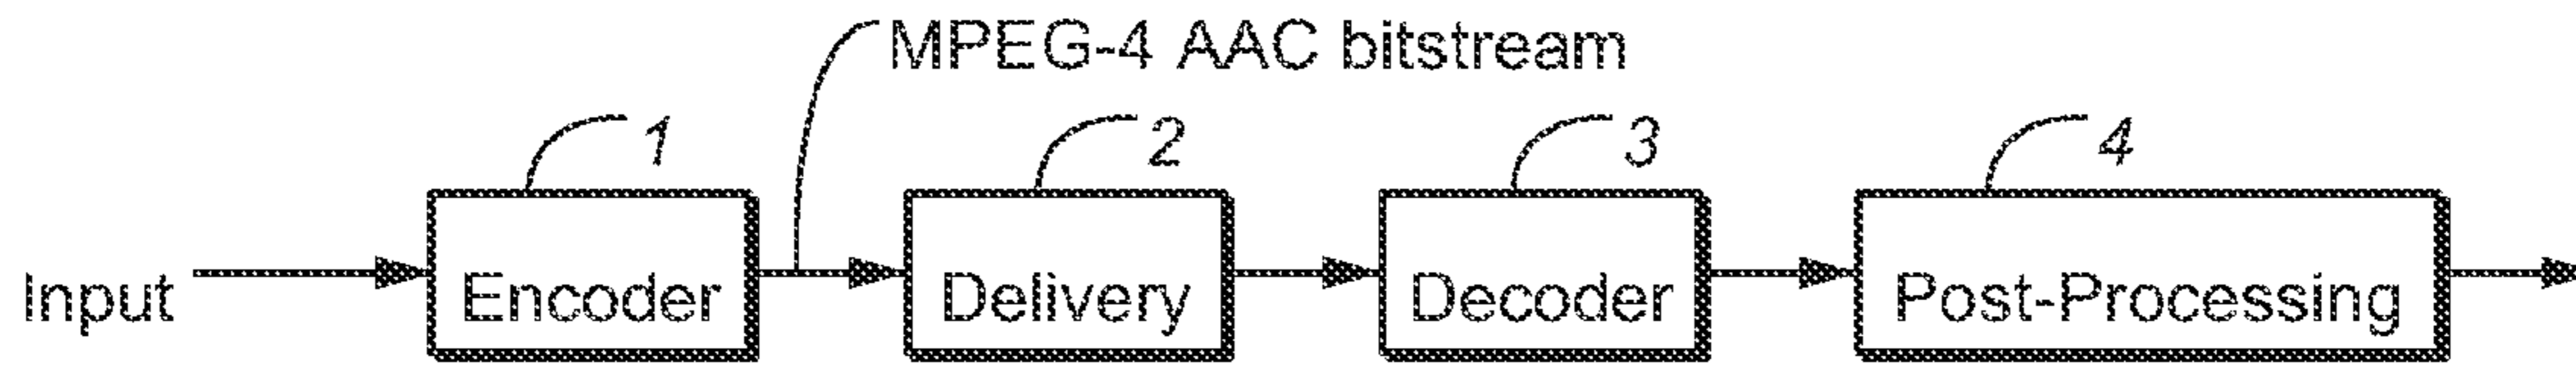 MPEG-4 AAC bitstream
1 2 3 4
Input Encoder Delivery Decoder Post-Processing